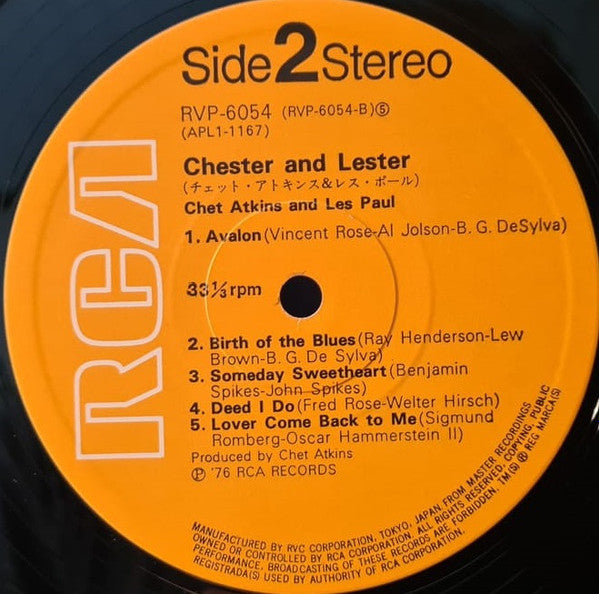 Side 2 Stereo
RVP-6054 (RVP-6054-B)⑤
(APL1-1167)
RCA
Chester and Lester
(チェット・アトキンス&レス・ポール)
Chet Atkins and Les Paul
1. Avalon (Vincent Rose-Al Jolson-B. G. DeSylva)
33⅓ rpm
2. Birth of the Blues (Ray Henderson-Lew
Brown-B. G. De Sylva)
3. Someday Sweetheart (Benjamin
Spikes-John Spikes)
4. Deed I Do (Fred Rose-Welter Hirsch)
5. Lover Come Back to Me (Sigmund
Romberg-Oscar Hammerstein II)
Produced by Chet Atkins
Ⓟ '76 RCA RECORDS
MANUFACTURED BY RVC CORPORATION, TOKYO, JAPAN FROM MASTER RECORDINGS
OWNED OR CONTROLLED BY RCA CORPORATION. ALL RIGHTS RESERVED, COPYING, PUBLIC
PERFORMANCE, BROADCASTING OF THESE RECORDS ARE FORBIDDEN. TM(S) ® REG MARCA(S)
REGISTRADA(S) USED BY AUTHORITY OF RCA CORPORATION.